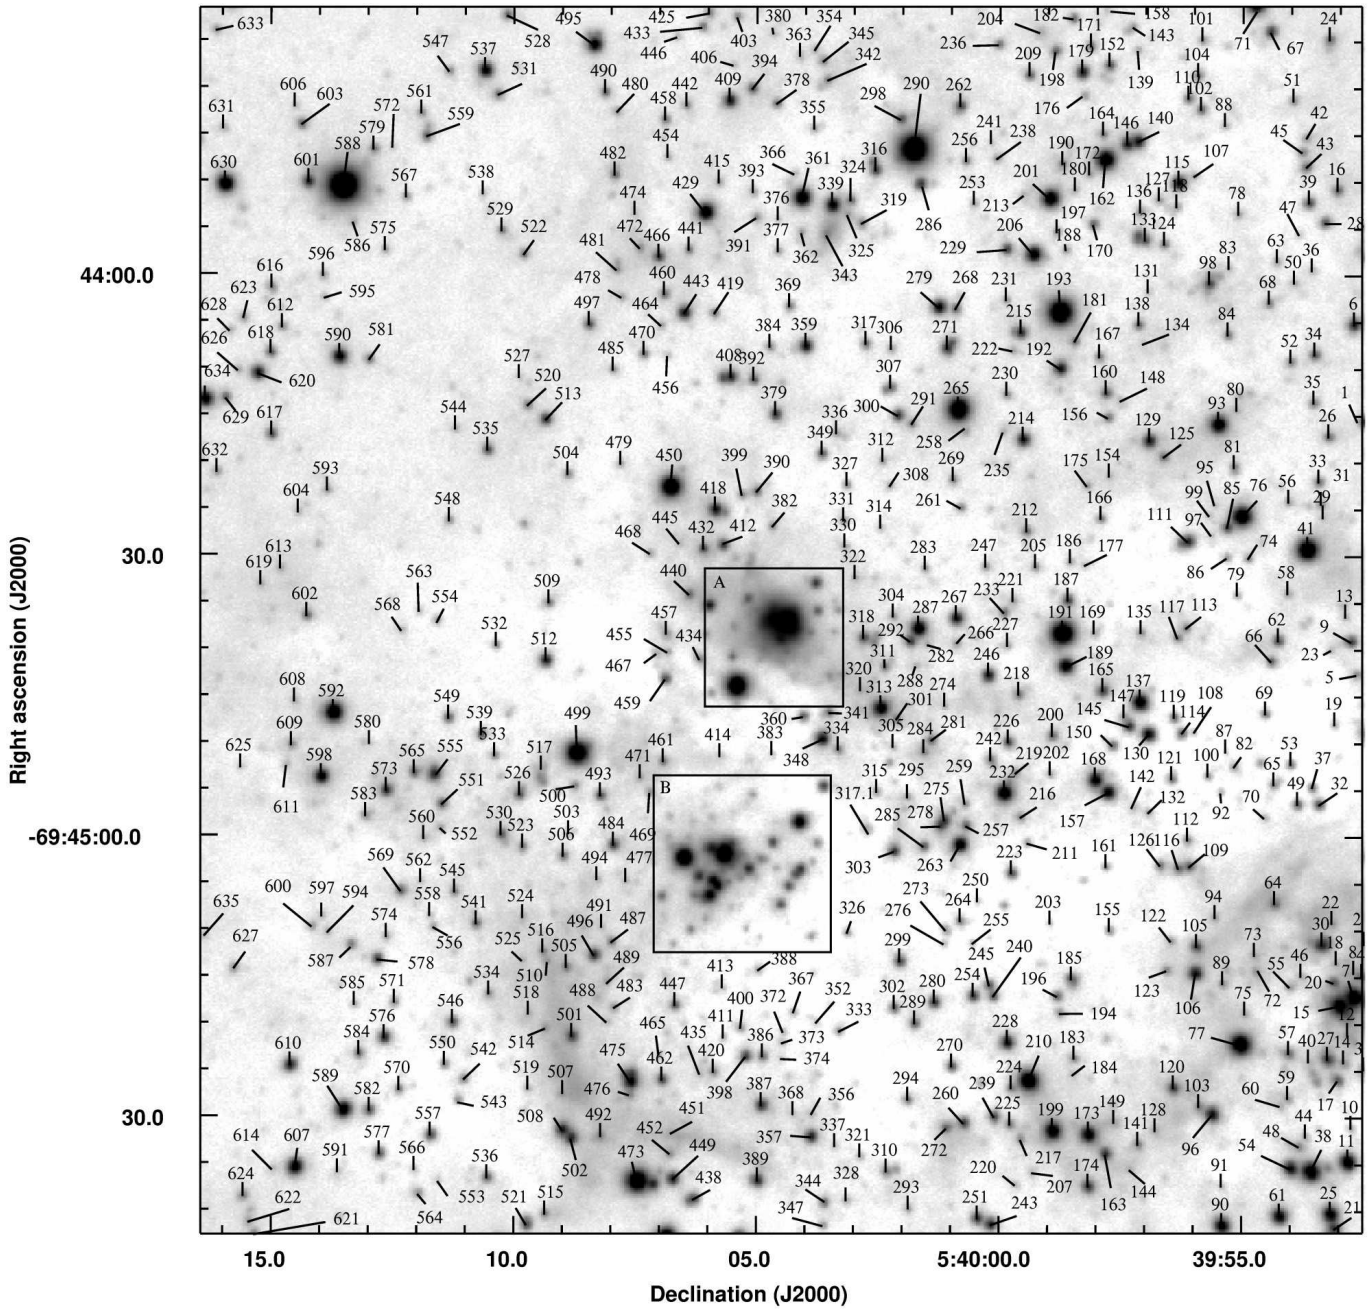 633 495 528 425 433 446 403 380 354 363 345 342 204 182 171 158 143 101 71 67 24
547 537 531 490 480 442 406 409 394 378 355 298 290 262 236 209 198 179 152 139 104 110 102 51
606 603 631 572 579 561 559 458 454 241 238 256 176 164 146 140 88 42 45 43
588 601 630 567 538 482 474 415 429 393 366 361 376 339 324 316 319 325 253 201 213 190 180 172 162 136 127 115 118 107 78 39 16
586 575 529 522 472 466 441 391 377 362 343 286 229 206 197 188 170 133 124 83 63 47 36 28
44:00.0
616 596 595 481 478 460 443 419 369 279 268 231 193 181 131 138 98 50 68
628 623 612 626 618 590 581 497 464 470 485 456 384 359 317 306 271 215 222 192 167 134 84 34 52 6
634 620 629 617 527 520 513 408 392 379 307 300 291 265 258 230 160 148 156 93 80 35 1
632 544 535 504 479 450 399 390 418 336 349 312 327 308 269 235 214 175 154 129 125 81 26 33 31
593 604 548 468 445 432 412 382 331 330 314 261 212 166 111 99 95 97 85 76 56 29 41
30.0
619 613 602 563 568 554 509 440 322 283 247 205 186 177 187 86 74 79 58 13
532 512 457 455 467 434 459 A 318 304 292 287 267 282 266 233 221 227 191 169 135 117 113 62 66 9 23
608 592 609 549 539 533 499 320 311 288 313 301 274 246 218 189 165 137 147 119 108 114 69 5 19
625 598 611 580 565 555 573 551 517 526 461 471 414 360 383 348 341 334 305 284 281 226 200 242 219 202 145 150 130 121 100 87 82 53 37
583 560 552 530 523 500 503 506 493 484 469 B 315 295 317.1 285 275 259 257 232 216 168 157 142 132 92 70 65 49 32
-69:45:00.0
569 562 545 494 477 303 263 223 211 161 126 116 112 109
635 600 597 594 574 558 541 524 491 487 496 326 273 276 264 250 255 203 155 122 105 94 64 22 30 2
627 587 578 556 525 516 505 510 489 388 413 299 245 240 185 123 89 73 72 55 46 18 20 7 8
585 571 534 546 518 488 483 447 400 372 367 352 302 289 280 254 196 194 106 75 15 12
610 584 576 550 542 514 501 475 465 435 411 386 373 374 333 228 270 210 183 77 57 40 27 14 3
589 582 570 543 519 507 476 462 420 398 387 368 356 294 260 239 224 225 184 120 103 59 60 17 10
30.0
614 607 591 577 557 566 508 492 452 451 357 337 321 272 199 173 149 128 141 96 44 48 38 54 11
624 622 621 564 553 536 521 515 502 473 449 438 389 344 347 328 310 293 251 220 243 217 207 174 163 144 91 90 61 25 21
15.0 10.0 05.0 5:40:00.0 39:55.0
Declination (J2000)
Right ascension (J2000)